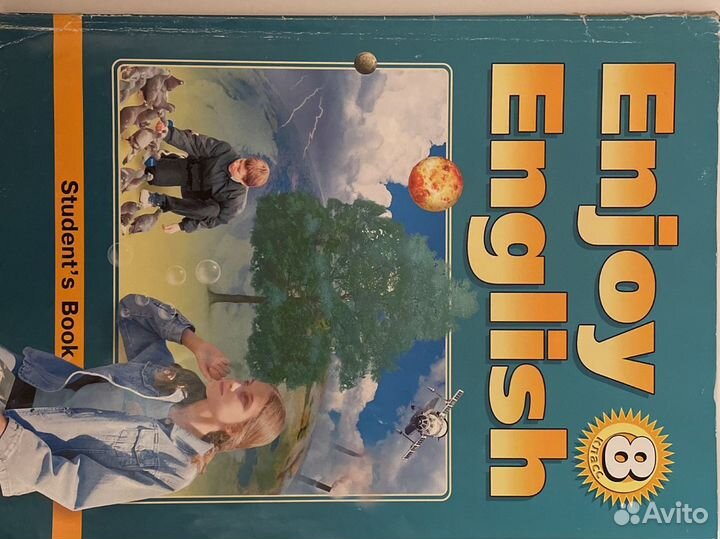 Enjoy
English
8
класс
Student's Book
Avito